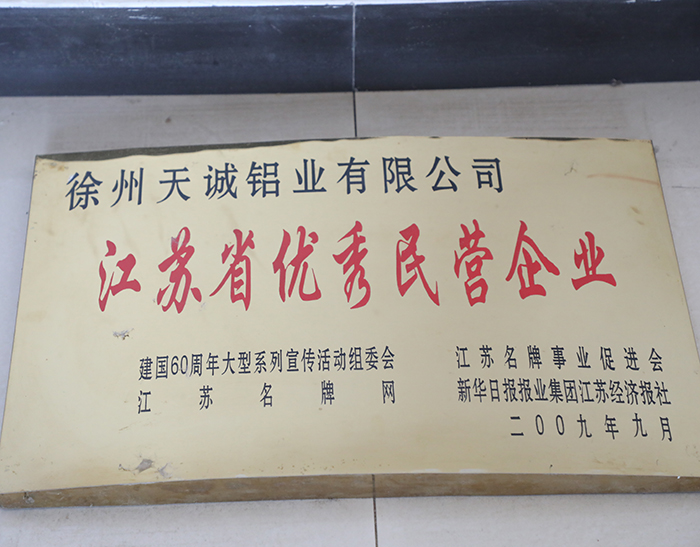 徐州天诚铝业有限公司
江苏省优秀民营企业
建国60周年大型系列宣传活动组委会
江苏名牌网
江苏名牌事业促进会
新华日报报业集团江苏经济报社
二00九年九月